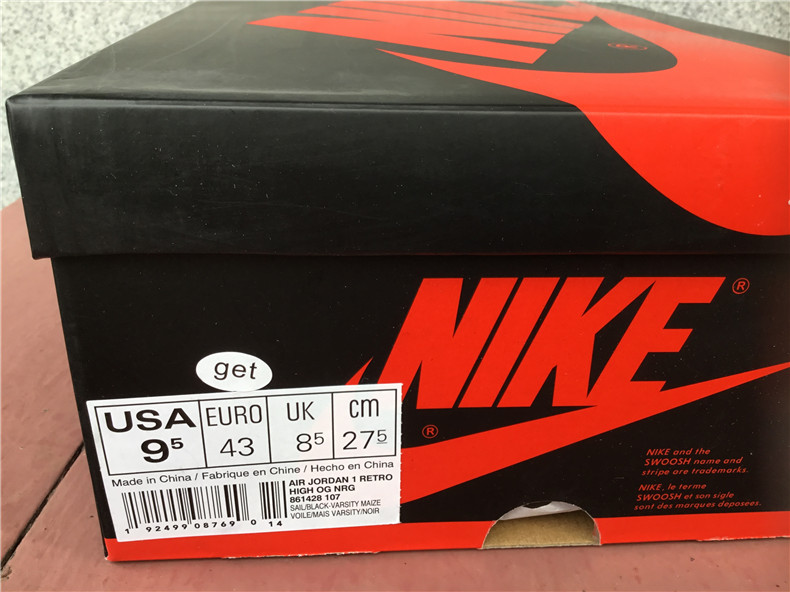 NIKE
®
NIKE ®
®
get
USA EURO UK cm
9⁵ 43 8⁵ 27⁵
Made in China / Fabrique en Chine / Hecho en China
AIR JORDAN 1 RETRO
HIGH OG NRG
861428 107
SAIL/BLACK-VARSITY MAIZE
VOILE/MAIS VARSITY/NOIR
1 92499 08769 0 14
NIKE and the
SWOOSH name and
stripe are trademarks.
NIKE, le terme
SWOOSH et son sigle
sont des marques déposées.